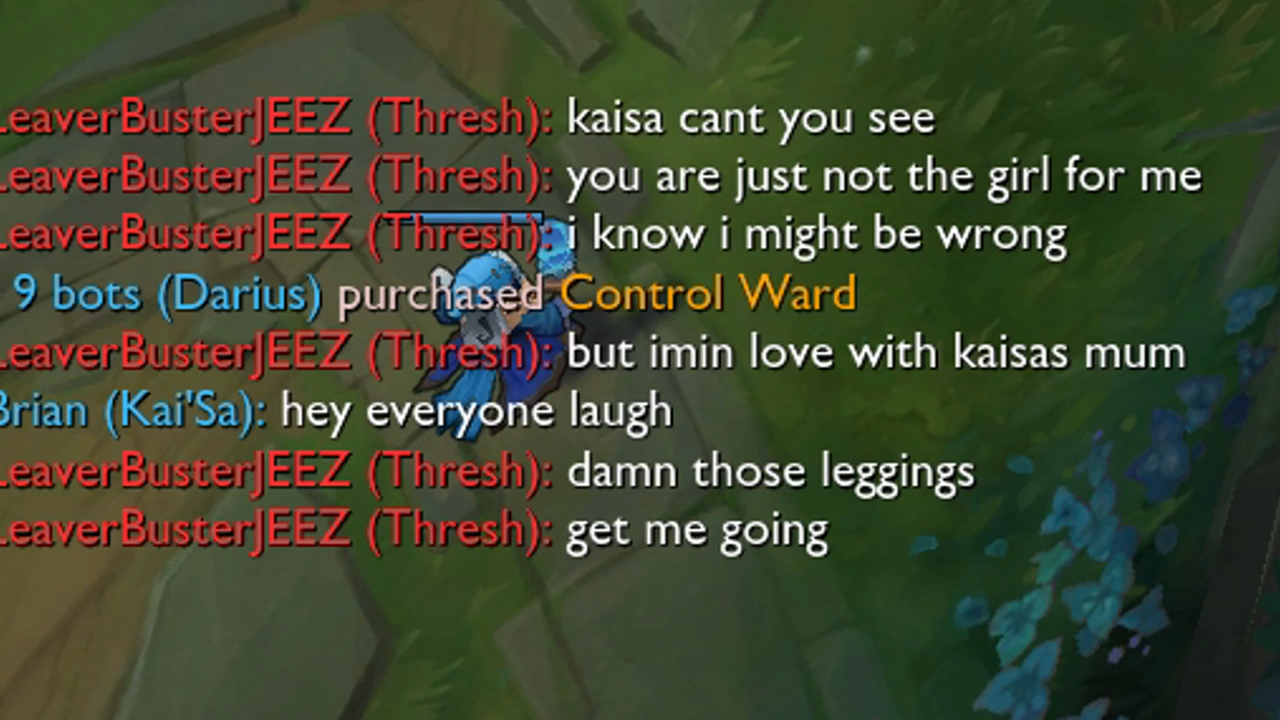 LeaverBusterJEEZ (Thresh): kaisa cant you see
LeaverBusterJEEZ (Thresh): you are just not the girl for me
LeaverBusterJEEZ (Thresh): i know i might be wrong
9 bots (Darius) purchased Control Ward
LeaverBusterJEEZ (Thresh): but imin love with kaisas mum
Brian (Kai'Sa): hey everyone laugh
LeaverBusterJEEZ (Thresh): damn those leggings
LeaverBusterJEEZ (Thresh): get me going